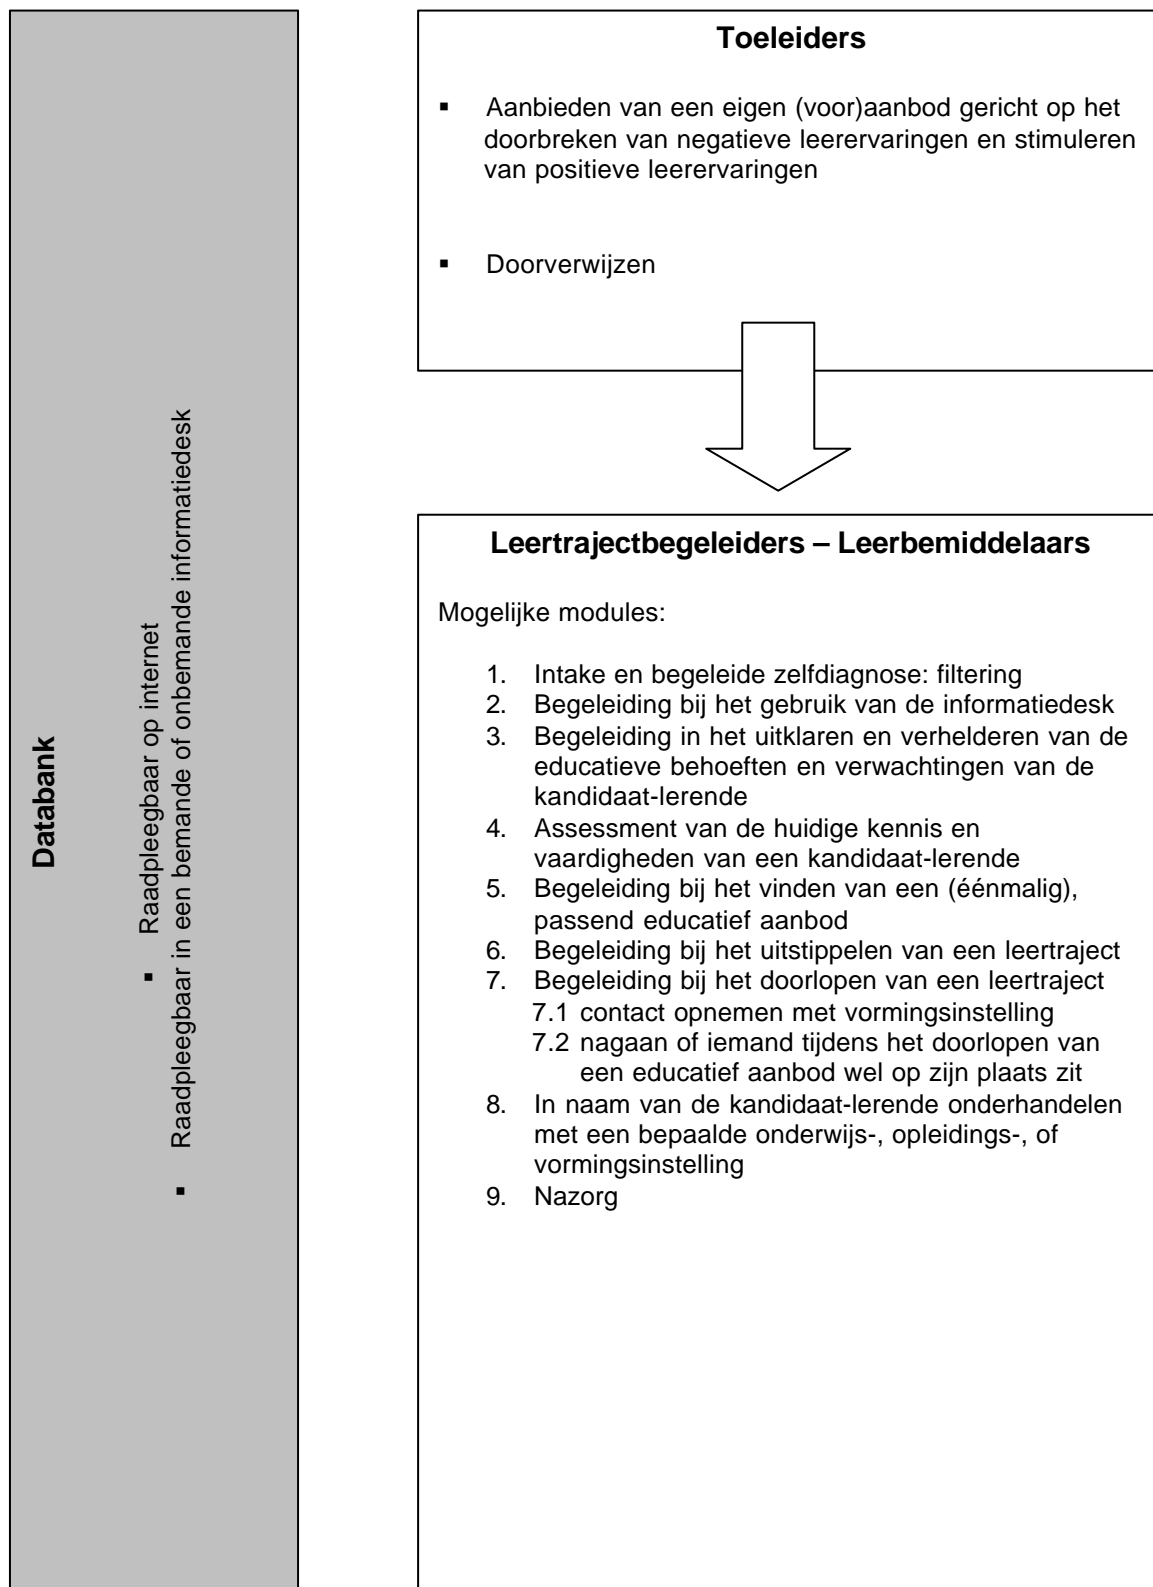 Databank
▪ Raadpleegbaar op internet
▪ Raadpleegbaar in een bemande of onbemande informatiedesk
Toeleiders
▪ Aanbieden van een eigen (voor)aanbod gericht op het
doorbreken van negatieve leerervaringen en stimuleren
van positieve leerervaringen
▪ Doorverwijzen
Leertrajectbegeleiders – Leerbemiddelaars
Mogelijke modules:
1. Intake en begeleide zelfdiagnose: filtering
2. Begeleiding bij het gebruik van de informatiedesk
3. Begeleiding in het uitklaren en verhelderen van de
educatieve behoeften en verwachtingen van de
kandidaat-lerende
4. Assessment van de huidige kennis en
vaardigheden van een kandidaat-lerende
5. Begeleiding bij het vinden van een (éénmalig),
passend educatief aanbod
6. Begeleiding bij het uitstippelen van een leertraject
7. Begeleiding bij het doorlopen van een leertraject
7.1 contact opnemen met vormingsinstelling
7.2 nagaan of iemand tijdens het doorlopen van
een educatief aanbod wel op zijn plaats zit
8. In naam van de kandidaat-lerende onderhandelen
met een bepaalde onderwijs-, opleidings-, of
vormingsinstelling
9. Nazorg